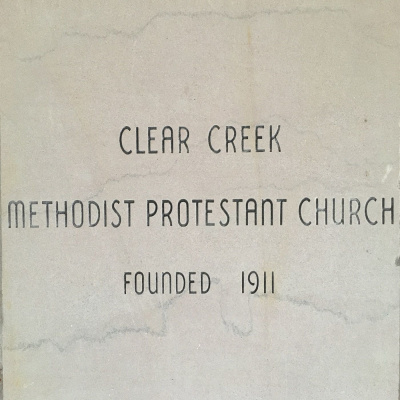 CLEAR CREEK
METHODIST PROTESTANT CHURCH
FOUNDED 1911